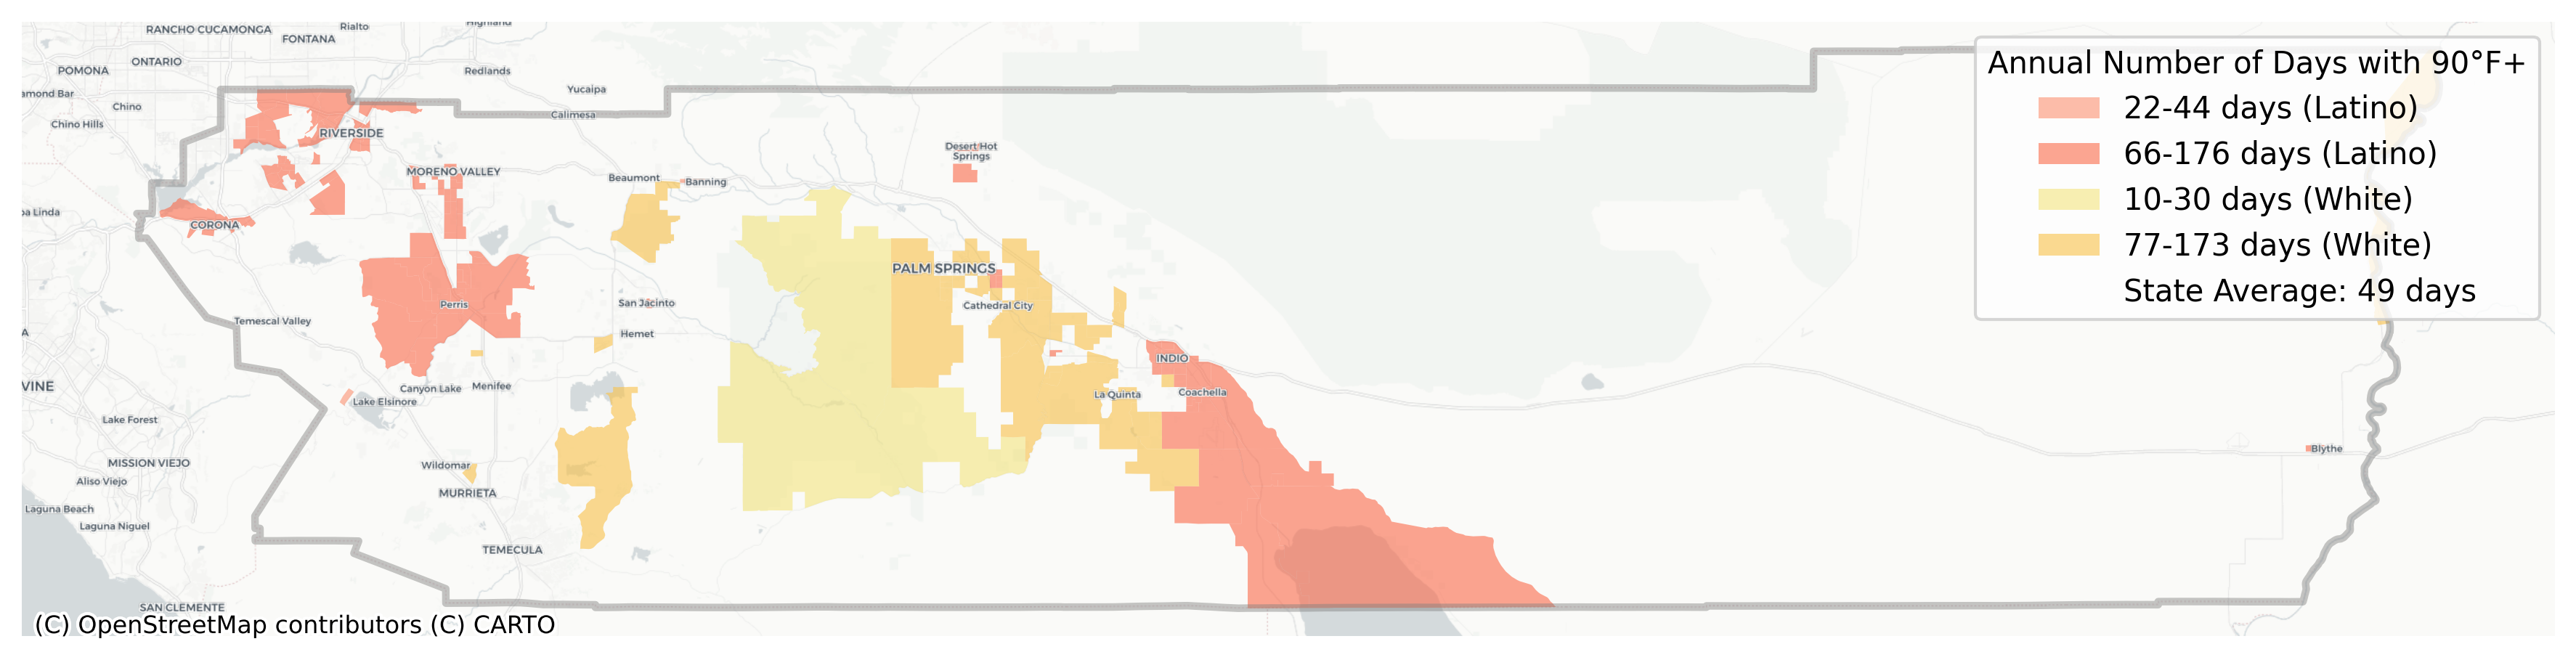 Highland
RANCHO CUCAMONGA
Rialto
FONTANA
ONTARIO
POMONA
Redlands
amond Bar
Chino
Yucaipa
Calimesa
Chino Hills
RIVERSIDE
Desert Hot
Springs
MORENO VALLEY
Beaumont
Banning
ba Linda
CORONA
PALM SPRINGS
San Jacinto
Perris
Cathedral City
Temescal Valley
Hemet
INDIO
VINE
Canyon Lake
Menifee
La Quinta
Coachella
Lake Elsinore
Lake Forest
Blythe
MISSION VIEJO
Wildomar
Aliso Viejo
MURRIETA
Laguna Beach
Laguna Niguel
TEMECULA
SAN CLEMENTE
(C) OpenStreetMap contributors (C) CARTO
Annual Number of Days with 90°F+
22-44 days (Latino)
66-176 days (Latino)
10-30 days (White)
77-173 days (White)
State Average: 49 days